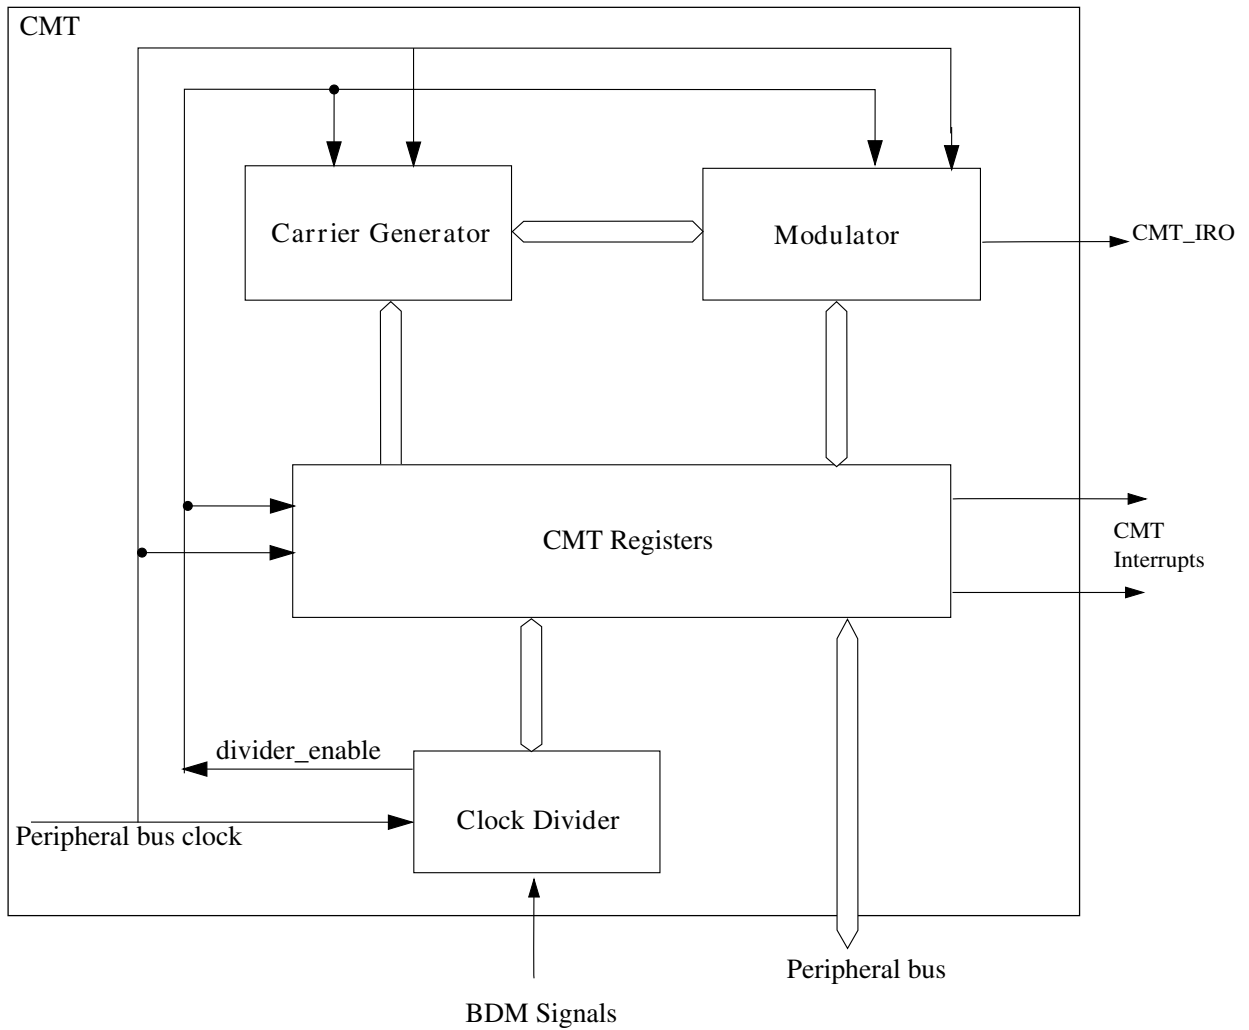 CMT
Carrier Generator
Modulator
CMT_IRO
CMT Registers
CMT
Interrupts
divider_enable
Clock Divider
Peripheral bus clock
Peripheral bus
BDM Signals